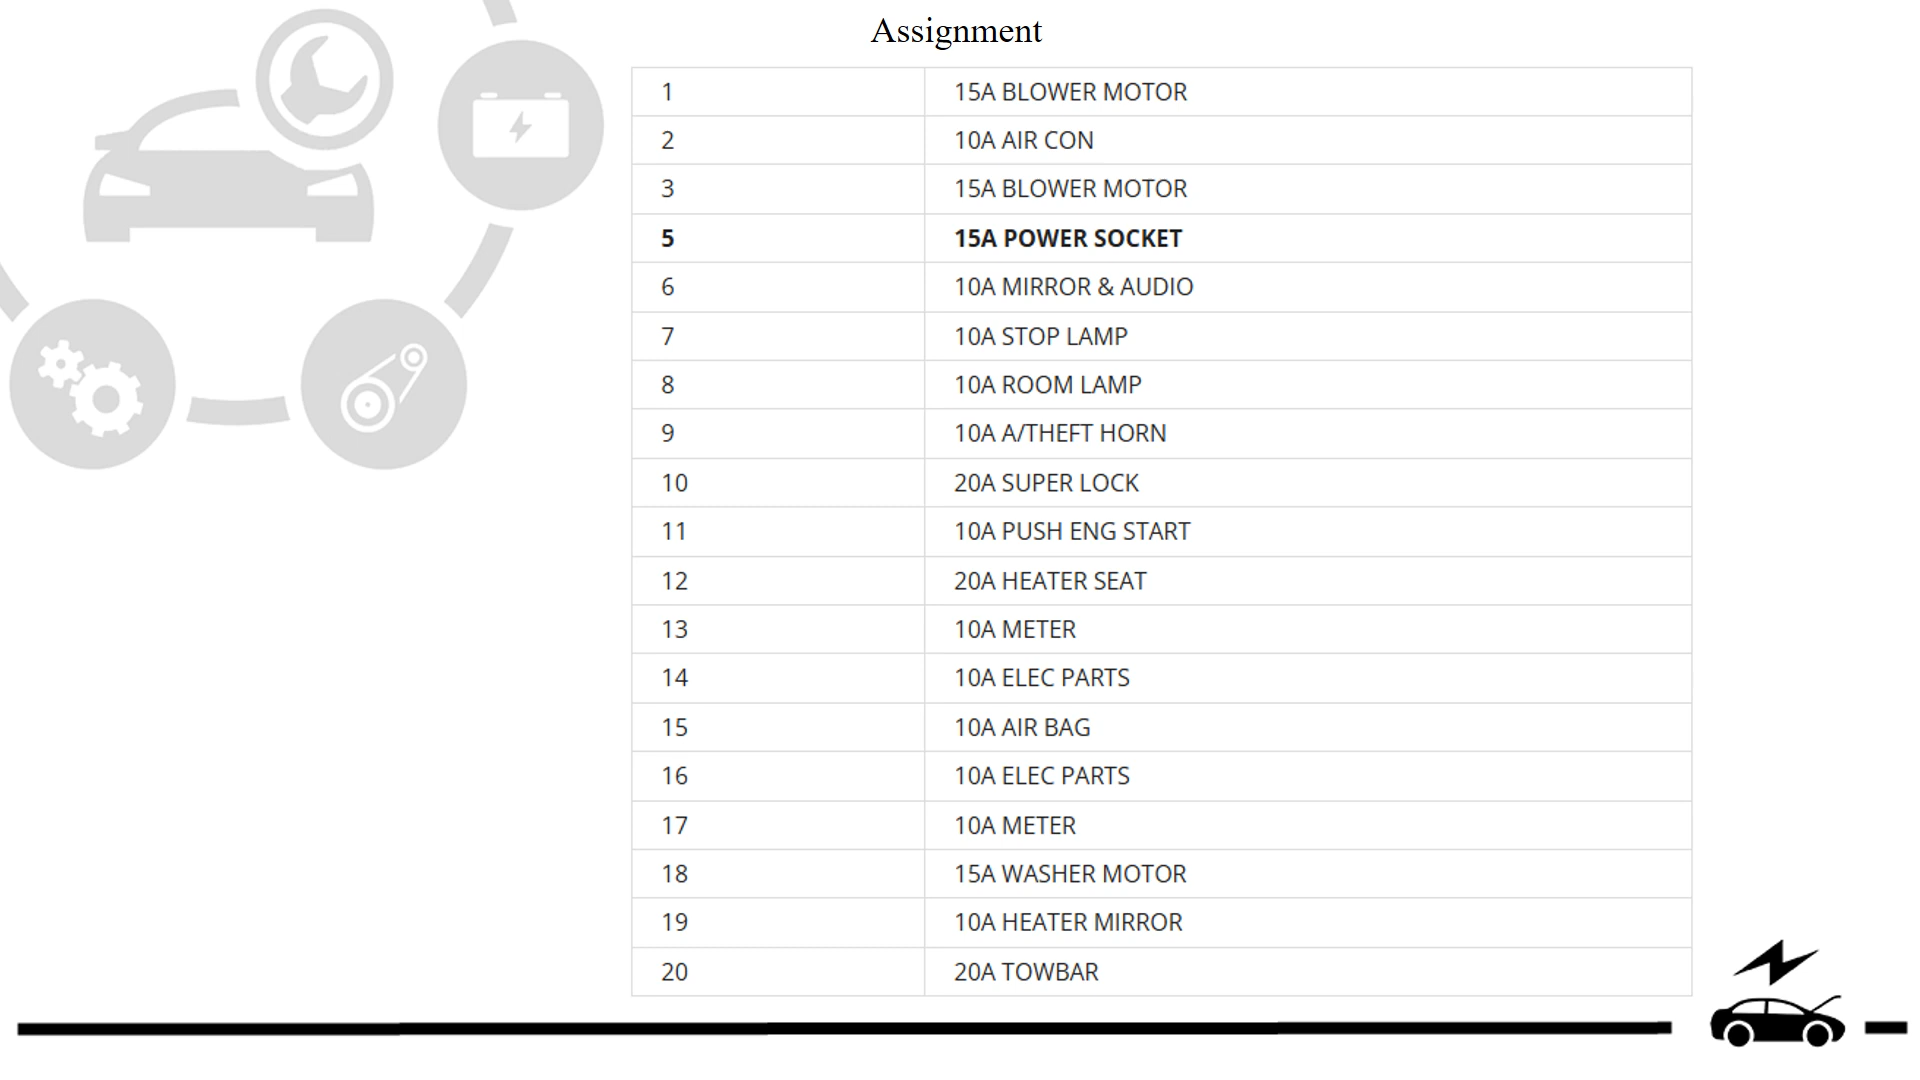 Assignment
1 15A BLOWER MOTOR
2 10A AIR CON
3 15A BLOWER MOTOR
5 15A POWER SOCKET
6 10A MIRROR & AUDIO
7 10A STOP LAMP
8 10A ROOM LAMP
9 10A A/THEFT HORN
10 20A SUPER LOCK
11 10A PUSH ENG START
12 20A HEATER SEAT
13 10A METER
14 10A ELEC PARTS
15 10A AIR BAG
16 10A ELEC PARTS
17 10A METER
18 15A WASHER MOTOR
19 10A HEATER MIRROR
20 20A TOWBAR